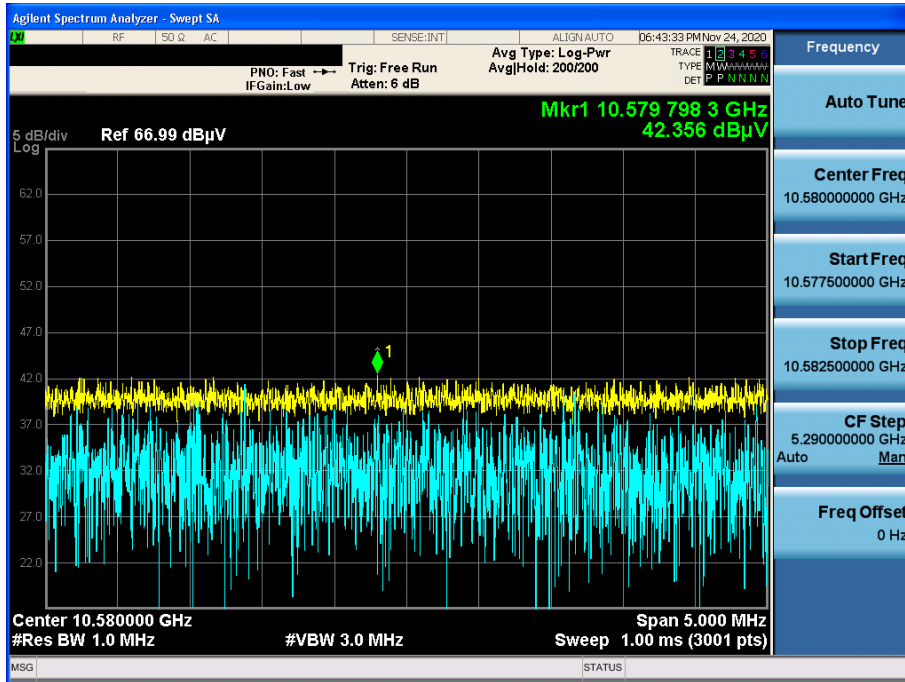 Agilent Spectrum Analyzer - Swept SA
LXI RF 50 Ω AC SENSE:INT ALIGN AUTO 06:43:33 PM Nov 24, 2020
PNO: Fast
IFGain:Low
Trig: Free Run
Atten: 6 dB
Avg Type: Log-Pwr
Avg|Hold: 200/200
TRACE 1 2 3 4 5 6
TYPE M W
DET P P N N N N
Mkr1 10.579 798 3 GHz
42.356 dBµV
5 dB/div Ref 66.99 dBµV
Log
62.0
57.0
52.0
47.0
42.0
37.0
32.0
27.0
22.0
1
Center 10.580000 GHz Span 5.000 MHz
#Res BW 1.0 MHz #VBW 3.0 MHz Sweep 1.00 ms (3001 pts)
MSG STATUS
Frequency
Auto Tune
Center Freq
10.580000000 GHz
Start Freq
10.577500000 GHz
Stop Freq
10.582500000 GHz
CF Step
5.290000000 GHz
Auto Man
Freq Offset
0 Hz